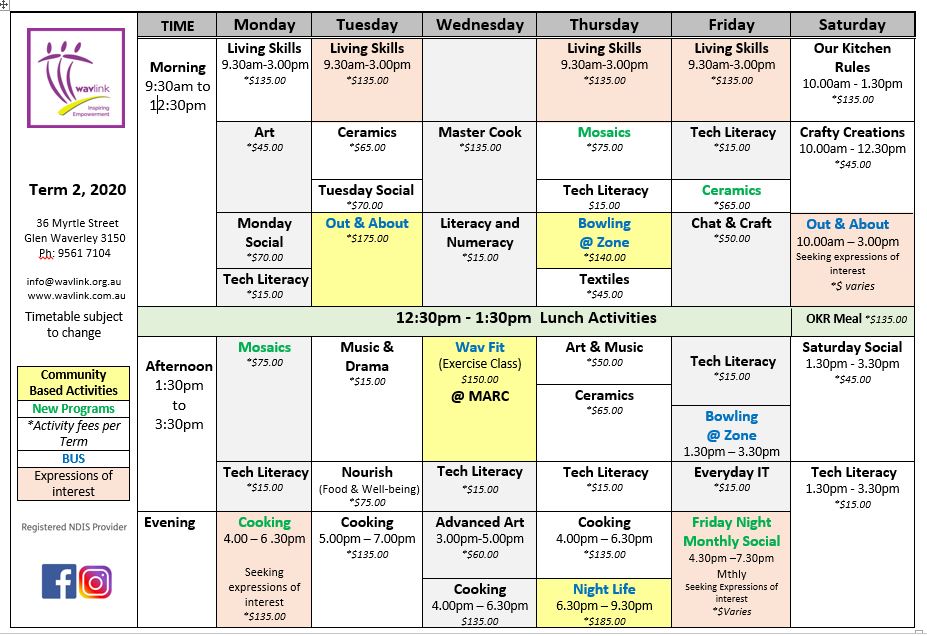 wavlink
Inspiring
Empowerment
Term 2, 2020
36 Myrtle Street
Glen Waverley 3150
Ph: 9561 7104
info@wavlink.org.au
www.wavlink.com.au
Timetable subject
to change
Community
Based Activities
New Programs
*Activity fees per
Term
BUS
Expressions of
interest
Registered NDIS Provider
TIME
Monday
Tuesday
Wednesday
Thursday
Friday
Saturday
Morning
9:30am to
12:30pm
Living Skills
9.30am-3.00pm
*$135.00
Living Skills
9.30am-3.00pm
*$135.00
Living Skills
9.30am-3.00pm
*$135.00
Living Skills
9.30am-3.00pm
*$135.00
Our Kitchen
Rules
10.00am - 1.30pm
*$135.00
Art
*$45.00
Ceramics
*$65.00
Master Cook
*$135.00
Mosaics
*$75.00
Tech Literacy
*$15.00
Crafty Creations
10.00am - 12.30pm
*$45.00
Tuesday Social
*$70.00
Tech Literacy
$15.00
Ceramics
*$65.00
Monday
Social
*$70.00
Out & About
*$175.00
Literacy and
Numeracy
*$15.00
Bowling
@ Zone
*$140.00
Chat & Craft
*$50.00
Out & About
10.00am – 3.00pm
Seeking expressions of
interest
*$ varies
Tech Literacy
*$15.00
Textiles
*$45.00
12:30pm - 1:30pm Lunch Activities
OKR Meal *$135.00
Afternoon
1:30pm
to
3:30pm
Mosaics
*$75.00
Music &
Drama
*$15.00
Wav Fit
(Exercise Class)
$150.00
@ MARC
Art & Music
*$50.00
Ceramics
*$65.00
Tech Literacy
*$15.00
Bowling
@ Zone
1.30pm – 3.30pm
Saturday Social
1.30pm - 3.30pm
*$45.00
Tech Literacy
*$15.00
Nourish
(Food & Well-being)
*$75.00
Tech Literacy
*$15.00
Tech Literacy
*$15.00
Everyday IT
*$15.00
Tech Literacy
1.30pm - 3.30pm
*$15.00
Evening
Cooking
4.00 – 6 .30pm
Seeking
expressions of
interest
*$135.00
Cooking
5.00pm – 7.00pm
*$135.00
Advanced Art
3.00pm-5.00pm
*$60.00
Cooking
4.00pm – 6.30pm
$135.00
Cooking
4.00pm – 6.30pm
*$135.00
Night Life
6.30pm – 9.30pm
*$185.00
Friday Night
Monthly Social
4.30pm –7.30pm
Mthly
Seeking Expressions of
interest
*$Varies